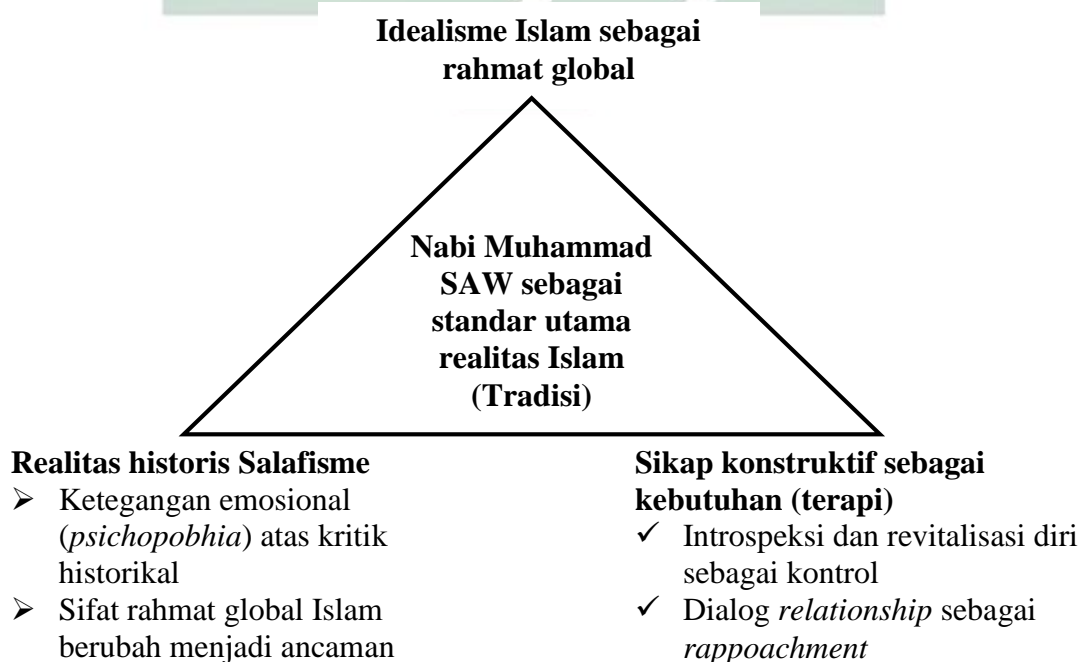 Idealisme Islam sebagai
rahmat global
Nabi Muhammad
SAW sebagai
standar utama
realitas Islam
(Tradisi)
Realitas historis Salafisme
➢ Ketegangan emosional
(psichopobhia) atas kritik
historikal
➢ Sifat rahmat global Islam
berubah menjadi ancaman
Sikap konstruktif sebagai
kebutuhan (terapi)
✓ Introspeksi dan revitalisasi diri
sebagai kontrol
✓ Dialog relationship sebagai
rappoachment